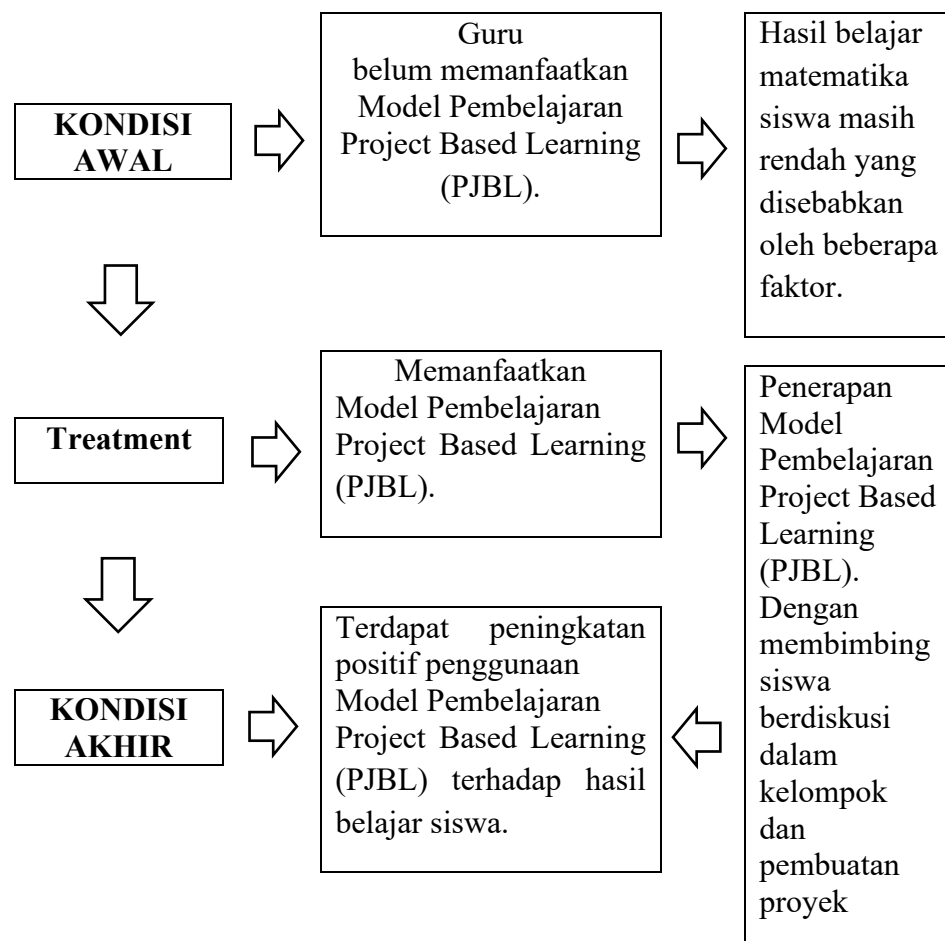 KONDISI
AWAL
Guru
belum memanfaatkan
Model Pembelajaran
Project Based Learning
(PJBL).
Hasil belajar
matematika
siswa masih
rendah yang
disebabkan
oleh beberapa
faktor.
Treatment
Memanfaatkan
Model Pembelajaran
Project Based Learning
(PJBL).
Penerapan
Model
Pembelajaran
Project Based
Learning
(PJBL).
Dengan
membimbing
siswa
berdiskusi
dalam
kelompok
dan
pembuatan
proyek
KONDISI
AKHIR
Terdapat peningkatan
positif penggunaan
Model Pembelajaran
Project Based Learning
(PJBL) terhadap hasil
belajar siswa.